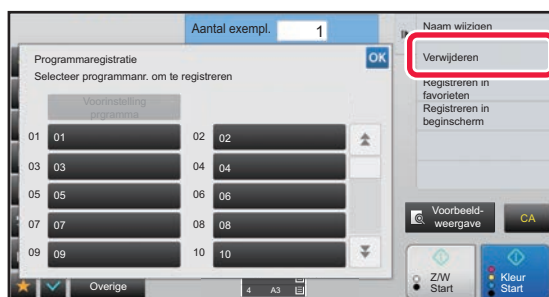 Aantal exempl. 1
Naam wijzigen
Programmaregistratie
OK
Verwijderen
Selecteer programmanr. om te registreren
Registreren in
favorieten
Voorinstelling
prgramma
Registreren in
beginscherm
01 01
02 02
03 03
04 04
05 05
06 06
07 07
08 08
Voorbeeld-
weergave
CA
09 09
10 10
Overige
4 A3
Z/W
Start
Kleur
Start